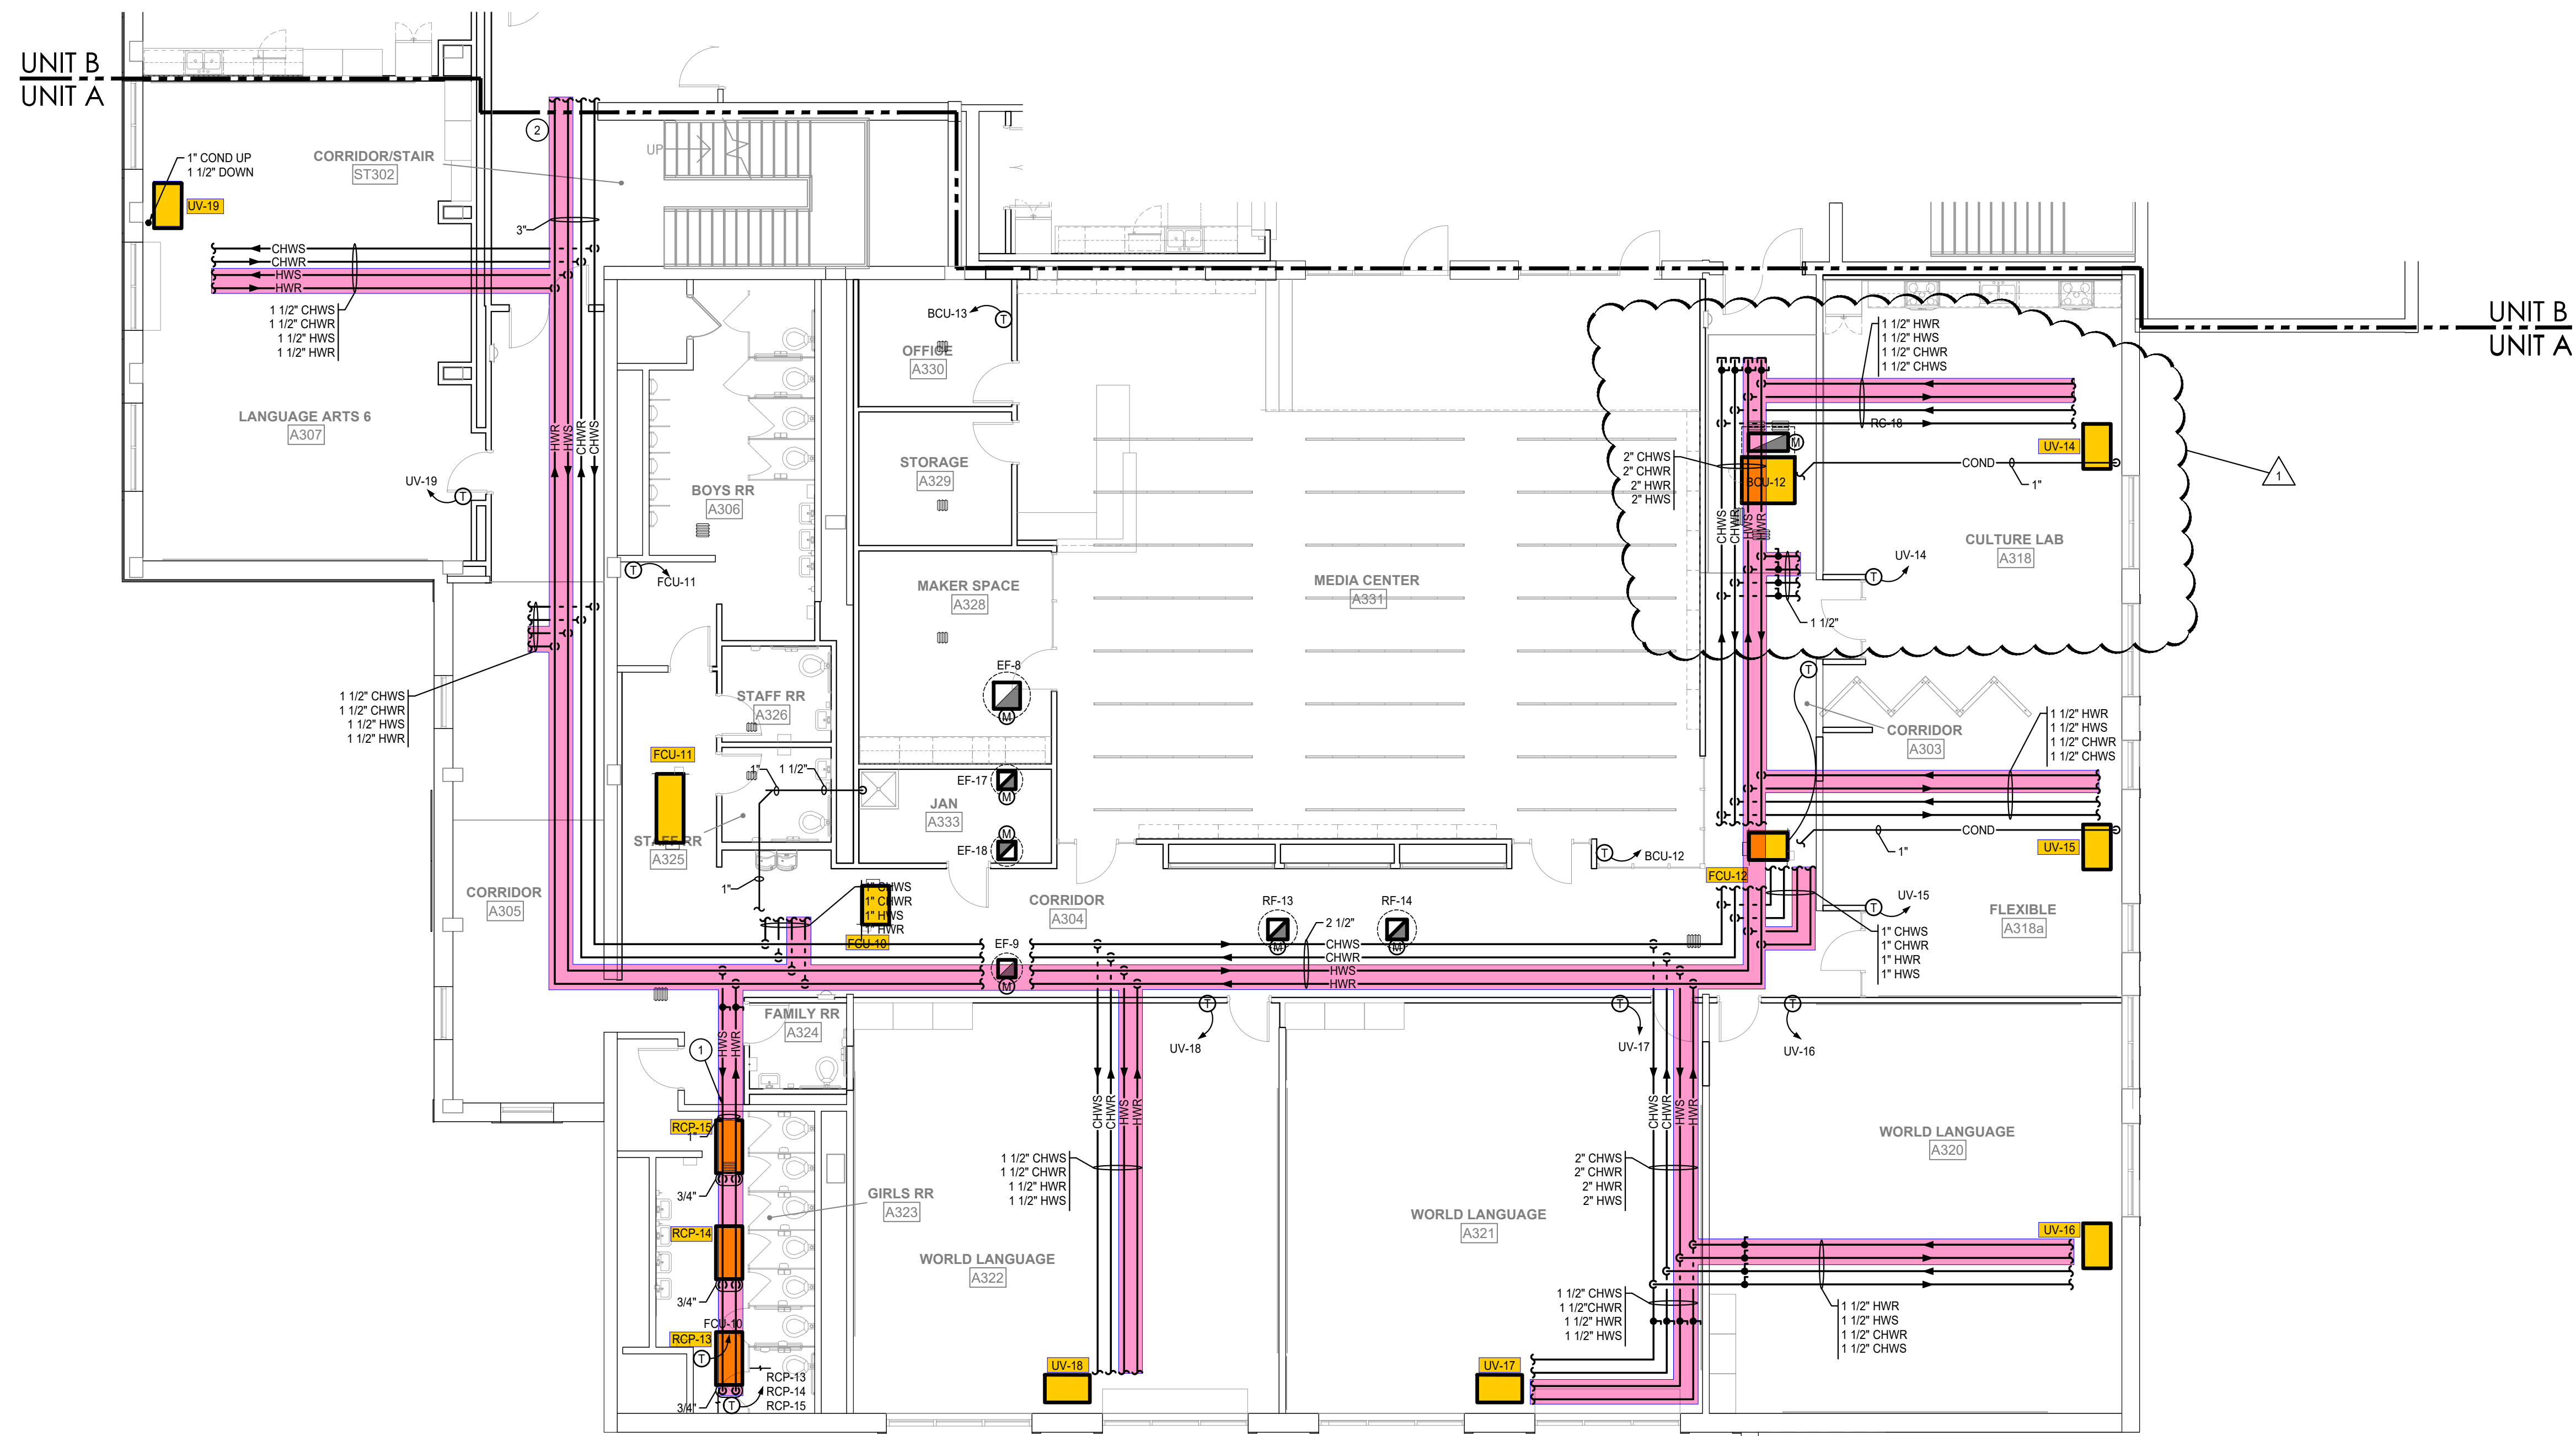 UNIT B
UNIT A
2
1" COND UP
1 1/2" DOWN
CORRIDOR/STAIR
ST302
UP
UV-19
3"
CHWS
CHWR
HWS
HWR
1 1/2" CHWS
1 1/2" CHWR
1 1/2" HWS
1 1/2" HWR
BCU-13
T
OFFICE
A330
UNIT B
UNIT A
1 1/2" HWR
1 1/2" HWS
1 1/2" CHWR
1 1/2" CHWS
LANGUAGE ARTS 6
A307
HWR
HWS
CHWR
CHWS
RC-18
M
UV-14
2" CHWS
2" CHWR
2" HWR
2" HWS
BCU-12
COND
1"
1
STORAGE
A329
BOYS RR
A306
UV-19
T
CHWS
CHWR
HWS
HWR
CULTURE LAB
A318
UV-14
T
T
FCU-11
MAKER SPACE
A328
MEDIA CENTER
A331
1 1/2"
EF-8
M
T
STAFF RR
A326
1 1/2" CHWS
1 1/2" CHWR
1 1/2" HWS
1 1/2" HWR
CORRIDOR
A303
1 1/2" HWR
1 1/2" HWS
1 1/2" CHWR
1 1/2" CHWS
FCU-11
1"
1 1/2"
EF-17
M
JAN
A333
M
EF-18
STAFF RR
A325
COND
1"
UV-15
T
BCU-12
FCU-12
CORRIDOR
A305
1"
1" CHWS
1" CHWR
1" HWS
1" HWR
FCU-10
CORRIDOR
A304
RF-13
M
RF-14
M
2 1/2"
UV-15
T
FLEXIBLE
A318a
1" CHWS
1" CHWR
1" HWR
1" HWS
EF-9
M
CHWS
CHWR
HWS
HWR
FAMILY RR
A324
HWS
HWR
1
T
UV-18
T
UV-17
T
UV-16
RCP-15
1"
CHWS
CHWR
HWS
HWR
CHWS
CHWR
HWS
HWR
WORLD LANGUAGE
A320
1 1/2" CHWS
1 1/2" CHWR
1 1/2" HWR
1 1/2" HWS
2" CHWS
2" CHWR
2" HWR
2" HWS
3/4"
GIRLS RR
A323
RCP-14
WORLD LANGUAGE
A321
UV-16
WORLD LANGUAGE
A322
3/4"
1 1/2" CHWS
1 1/2"CHWR
1 1/2" HWR
1 1/2" HWS
1 1/2" HWR
1 1/2" HWS
1 1/2" CHWR
1 1/2" CHWS
FCU-10
RCP-13
T
UV-18
UV-17
RCP-13
RCP-14
RCP-15
3/4"
T